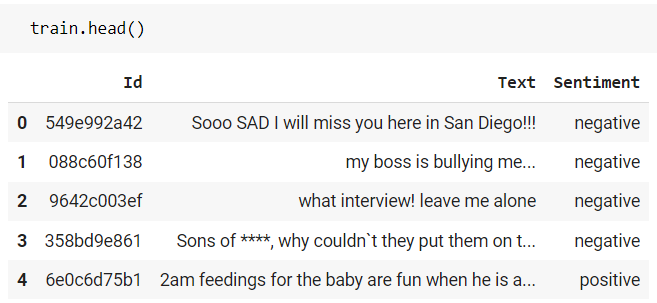 train.head()
Id Text Sentiment
0 549e992a42 Sooo SAD I will miss you here in San Diego!!! negative
1 088c60f138 my boss is bullying me... negative
2 9642c003ef what interview! leave me alone negative
3 358bd9e861 Sons of ****, why couldn`t they put them on t... negative
4 6e0c6d75b1 2am feedings for the baby are fun when he is a... positive